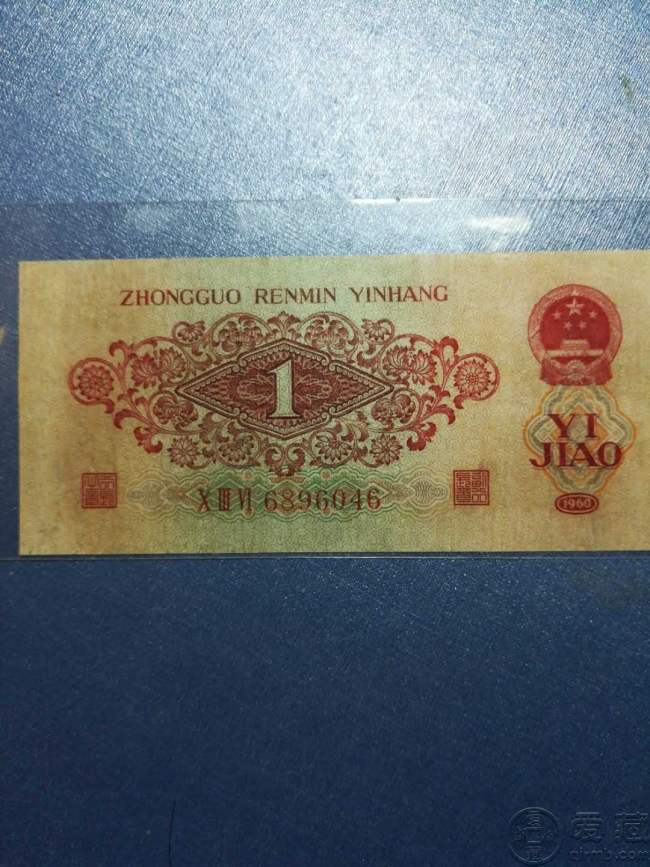 ZHONGGUO RENMIN YINHANG
1
YI
JIAO
X III VI 6896046
1960
爱藏